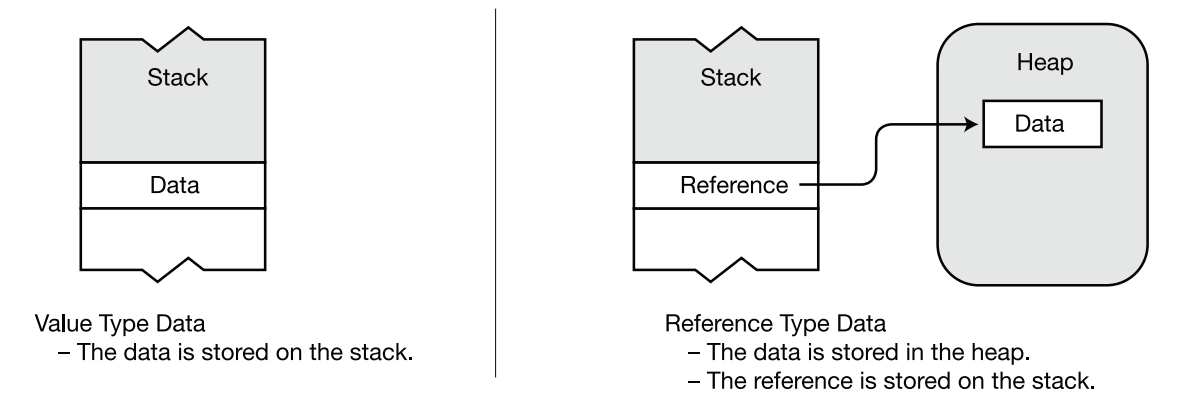 Stack
Data
Value Type Data
– The data is stored on the stack.
Stack
Reference
Heap
Data
Reference Type Data
– The data is stored in the heap.
– The reference is stored on the stack.